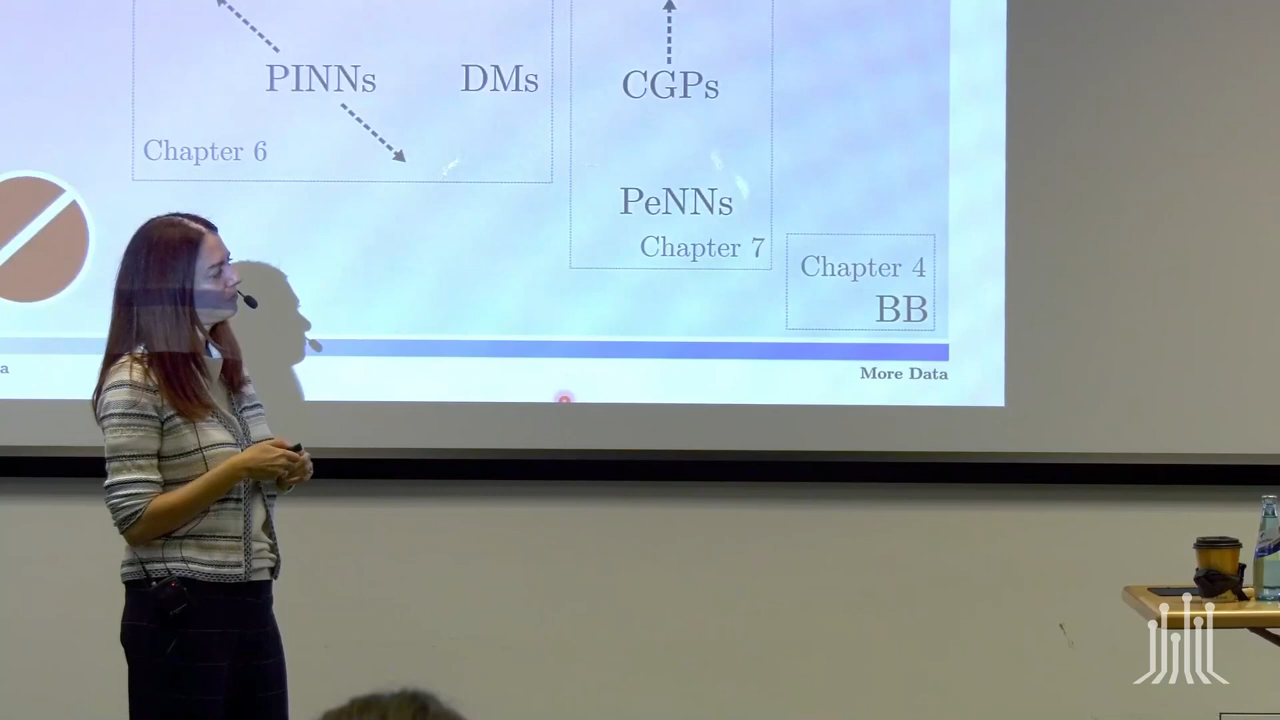 PINNs
DMs
Chapter 6
CGPs
PeNNs
Chapter 7
Chapter 4
BB
a
More Data